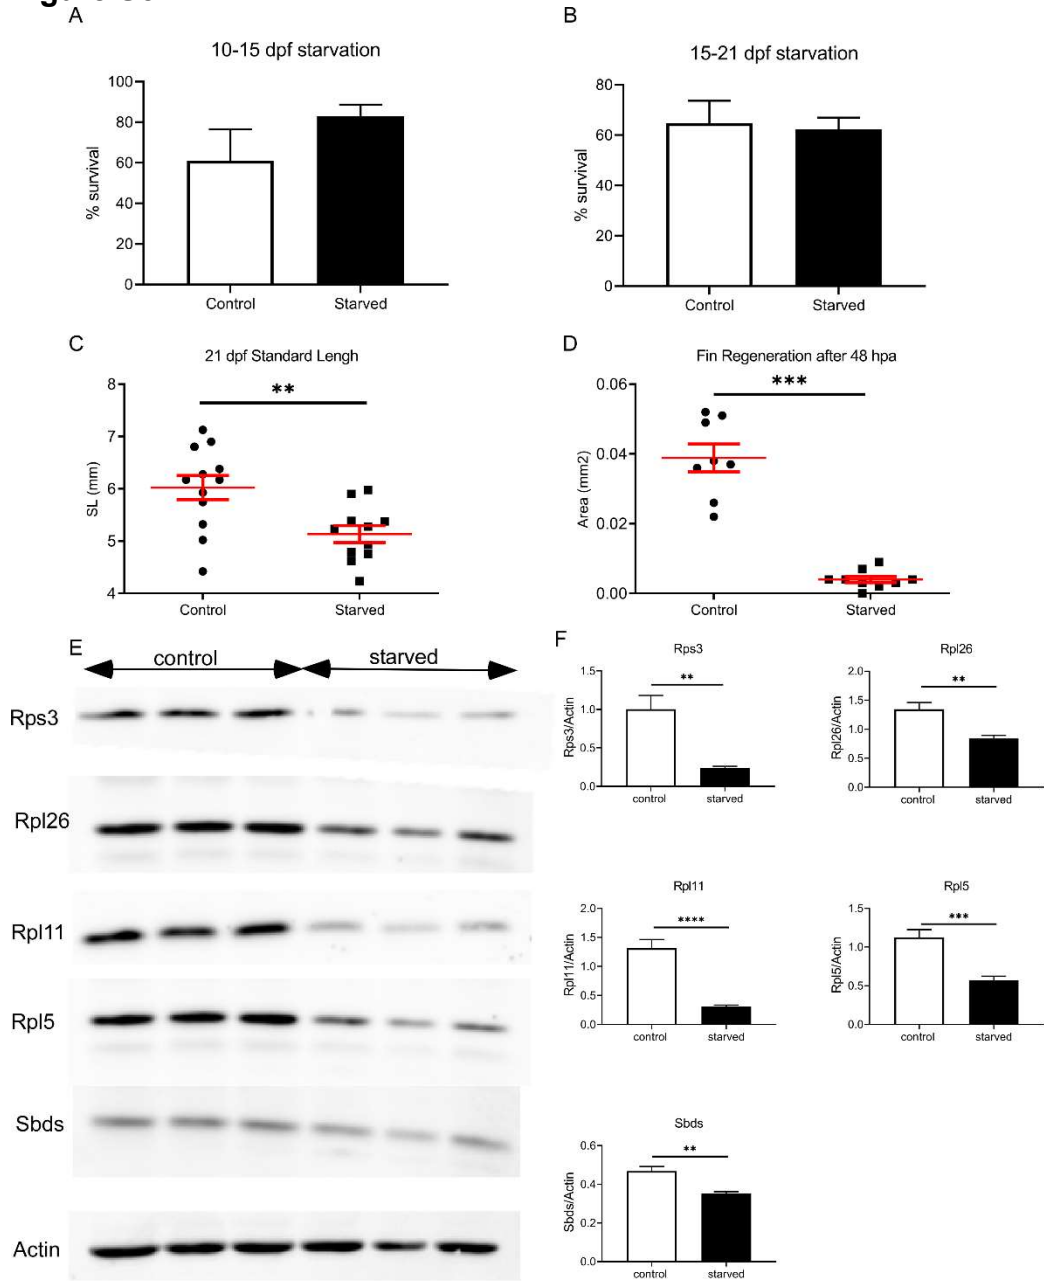 A
10-15 dpf starvation
% survival
100
80
60
40
20
0
Control
Starved
B
15-21 dpf starvation
% survival
80
60
40
20
0
Control
Starved
C
21 dpf Standard Lengh
**
SL (mm)
8
7
6
5
4
Control
Starved
D
Fin Regeneration after 48 hpa
***
Area (mm2)
0.06
0.04
0.02
0.00
Control
Starved
E
control
starved
Rps3
Rpl26
Rpl11
Rpl5
Sbds
Actin
F
Rps3
**
Rps3/Actin
1.5
1.0
0.5
0.0
control
starved
Rpl26
**
Rpl26/Actin
2.0
1.5
1.0
0.5
0.0
control
starved
Rpl11
****
Rpl11/Actin
2.0
1.5
1.0
0.5
0.0
control
starved
Rpl5
***
Rpl5/Actin
1.5
1.0
0.5
0.0
control
starved
Sbds
**
Sbds/Actin
0.6
0.4
0.2
0.0
control
starved